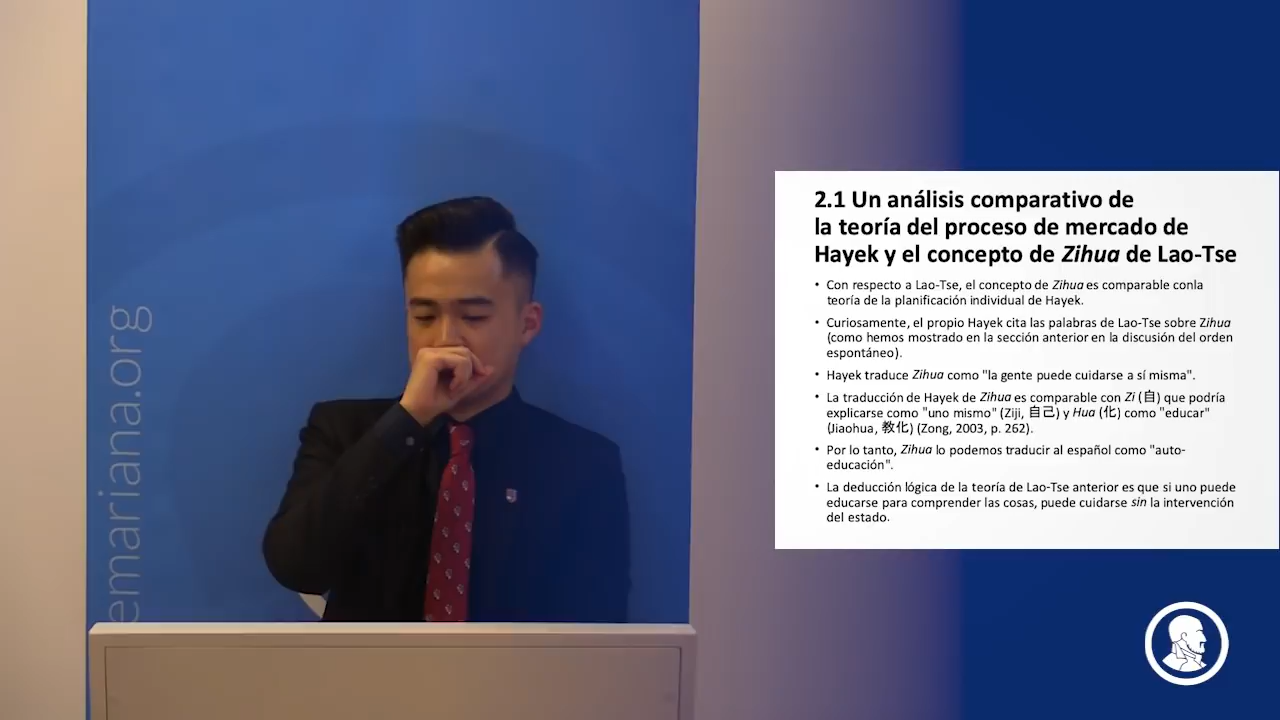 emariana.org
2.1 Un análisis comparativo de
la teoría del proceso de mercado de
Hayek y el concepto de Zihua de Lao-Tse
• Con respecto a Lao-Tse, el concepto de Zihua es comparable conla
teoría de la planificación individual de Hayek.
• Curiosamente, el propio Hayek cita las palabras de Lao-Tse sobre Zihua
(como hemos mostrado en la sección anterior en la discusión del orden
espontáneo).
• Hayek traduce Zihua como "la gente puede cuidarse a sí misma".
• La traducción de Hayek de Zihua es comparable con Zi (自) que podría
explicarse como "uno mismo" (Ziji, 自己) y Hua (化) como "educar"
(Jiaohua, 教化) (Zong, 2003, p. 262).
• Por lo tanto, Zihua lo podemos traducir al español como "auto-
educación".
• La deducción lógica de la teoría de Lao-Tse anterior es que si uno puede
educarse para comprender las cosas, puede cuidarse sin la intervención
del estado.